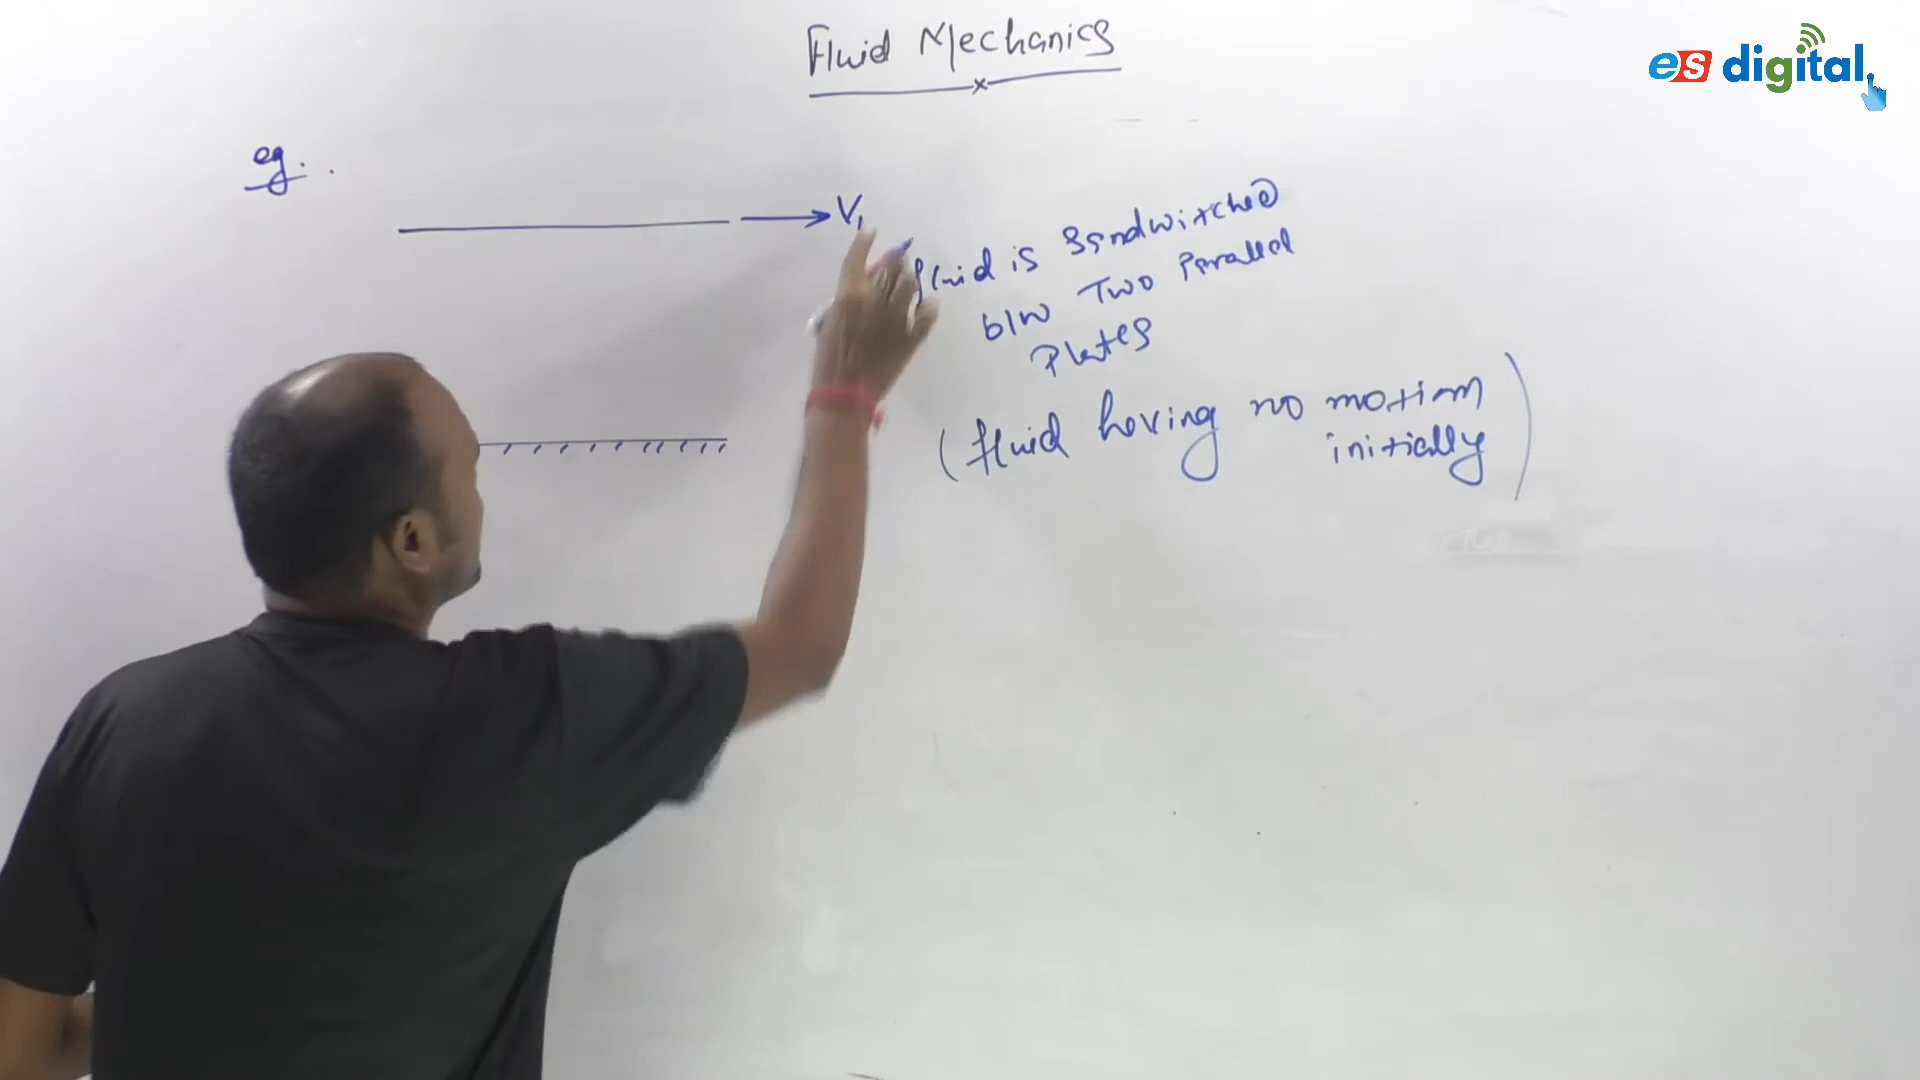 Fluid Mechanics
es digital
eg.
V1
fluid is sandwitched
b/w Two Parallel
Plates
(fluid having no motion
initially)